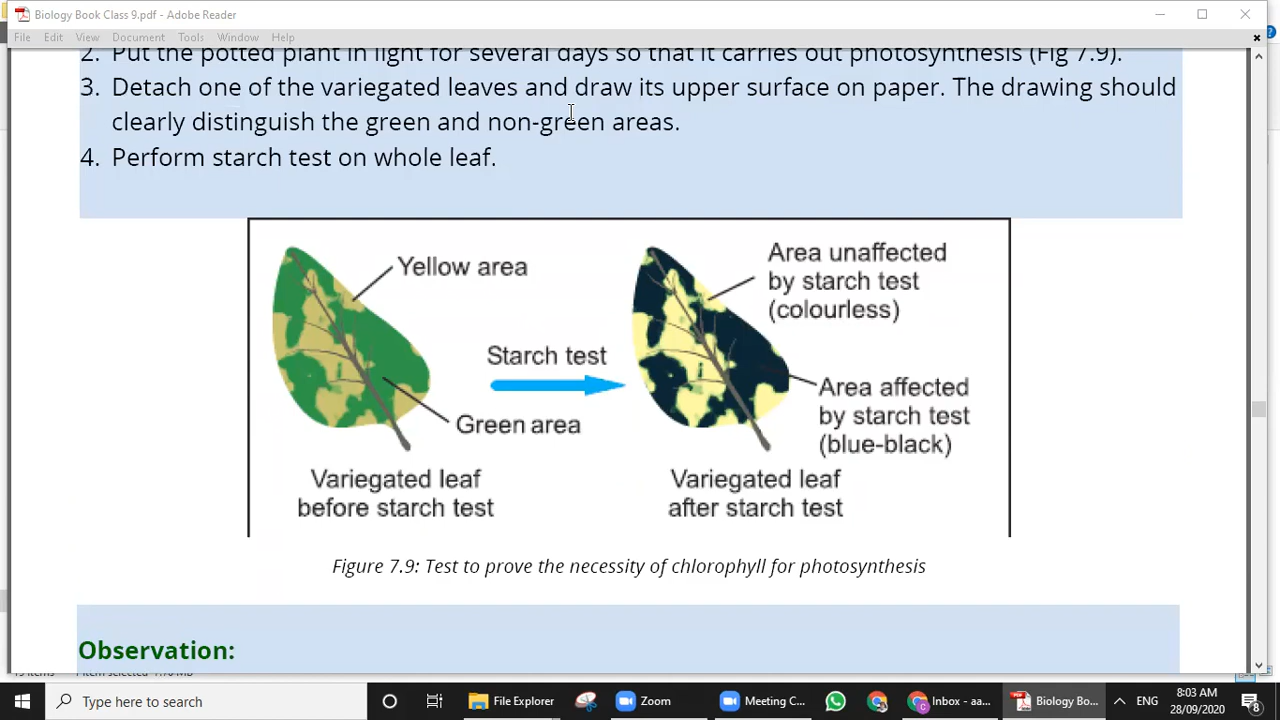 Biology Book Class 9.pdf - Adobe Reader
File Edit View Document Tools Window Help
2. Put the potted plant in light for several days so that it carries out photosynthesis (Fig 7.9).
3. Detach one of the variegated leaves and draw its upper surface on paper. The drawing should
clearly distinguish the green and non-green areas.
4. Perform starch test on whole leaf.
Yellow area
Green area
Variegated leaf
before starch test
Starch test
Area unaffected
by starch test
(colourless)
Area affected
by starch test
(blue-black)
Variegated leaf
after starch test
Figure 7.9: Test to prove the necessity of chlorophyll for photosynthesis
Observation:
Type here to search
File Explorer
Zoom
Meeting C...
Inbox - aa...
Biology Bo...
ENG
8:03 AM
28/09/2020
8